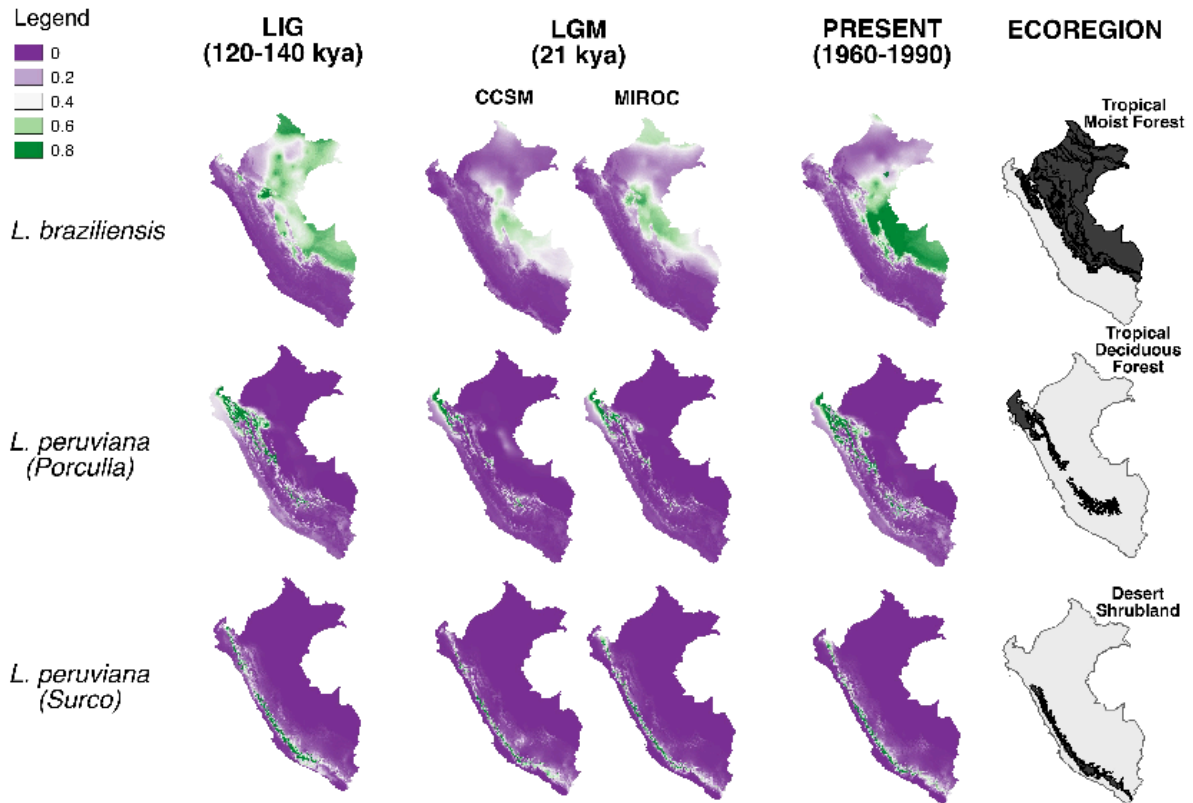 Legend
0
0.2
0.4
0.6
0.8
LIG
(120-140 kya)
LGM
(21 kya)
PRESENT
(1960-1990)
ECOREGION
CCSM
MIROC
L. braziliensis
Tropical
Moist Forest
L. peruviana
(Porculla)
Tropical
Deciduous
Forest
L. peruviana
(Surco)
Desert
Shrubland